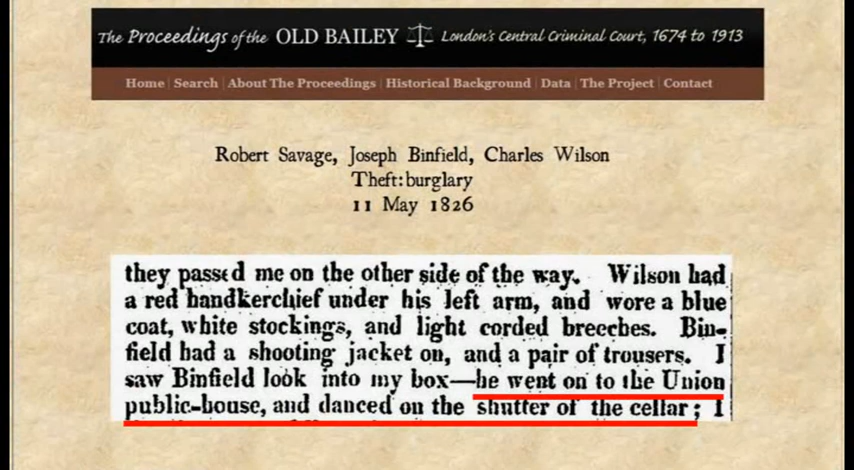 The Proceedings of the OLD BAILEY London's Central Criminal Court, 1674 to 1913
Home | Search | About The Proceedings | Historical Background | Data | The Project | Contact
Robert Savage, Joseph Binfield, Charles Wilson
Theft:burglary
11 May 1826
they passed me on the other side of the way. Wilson had
a red handkerchief under his left arm, and wore a blue
coat, white stockings, and light corded breeches. Bin-
field had a shooting jacket on, and a pair of trousers. I
saw Binfield look into my box—he went on to the Union
public-house, and danced on the shutter of the cellar; I